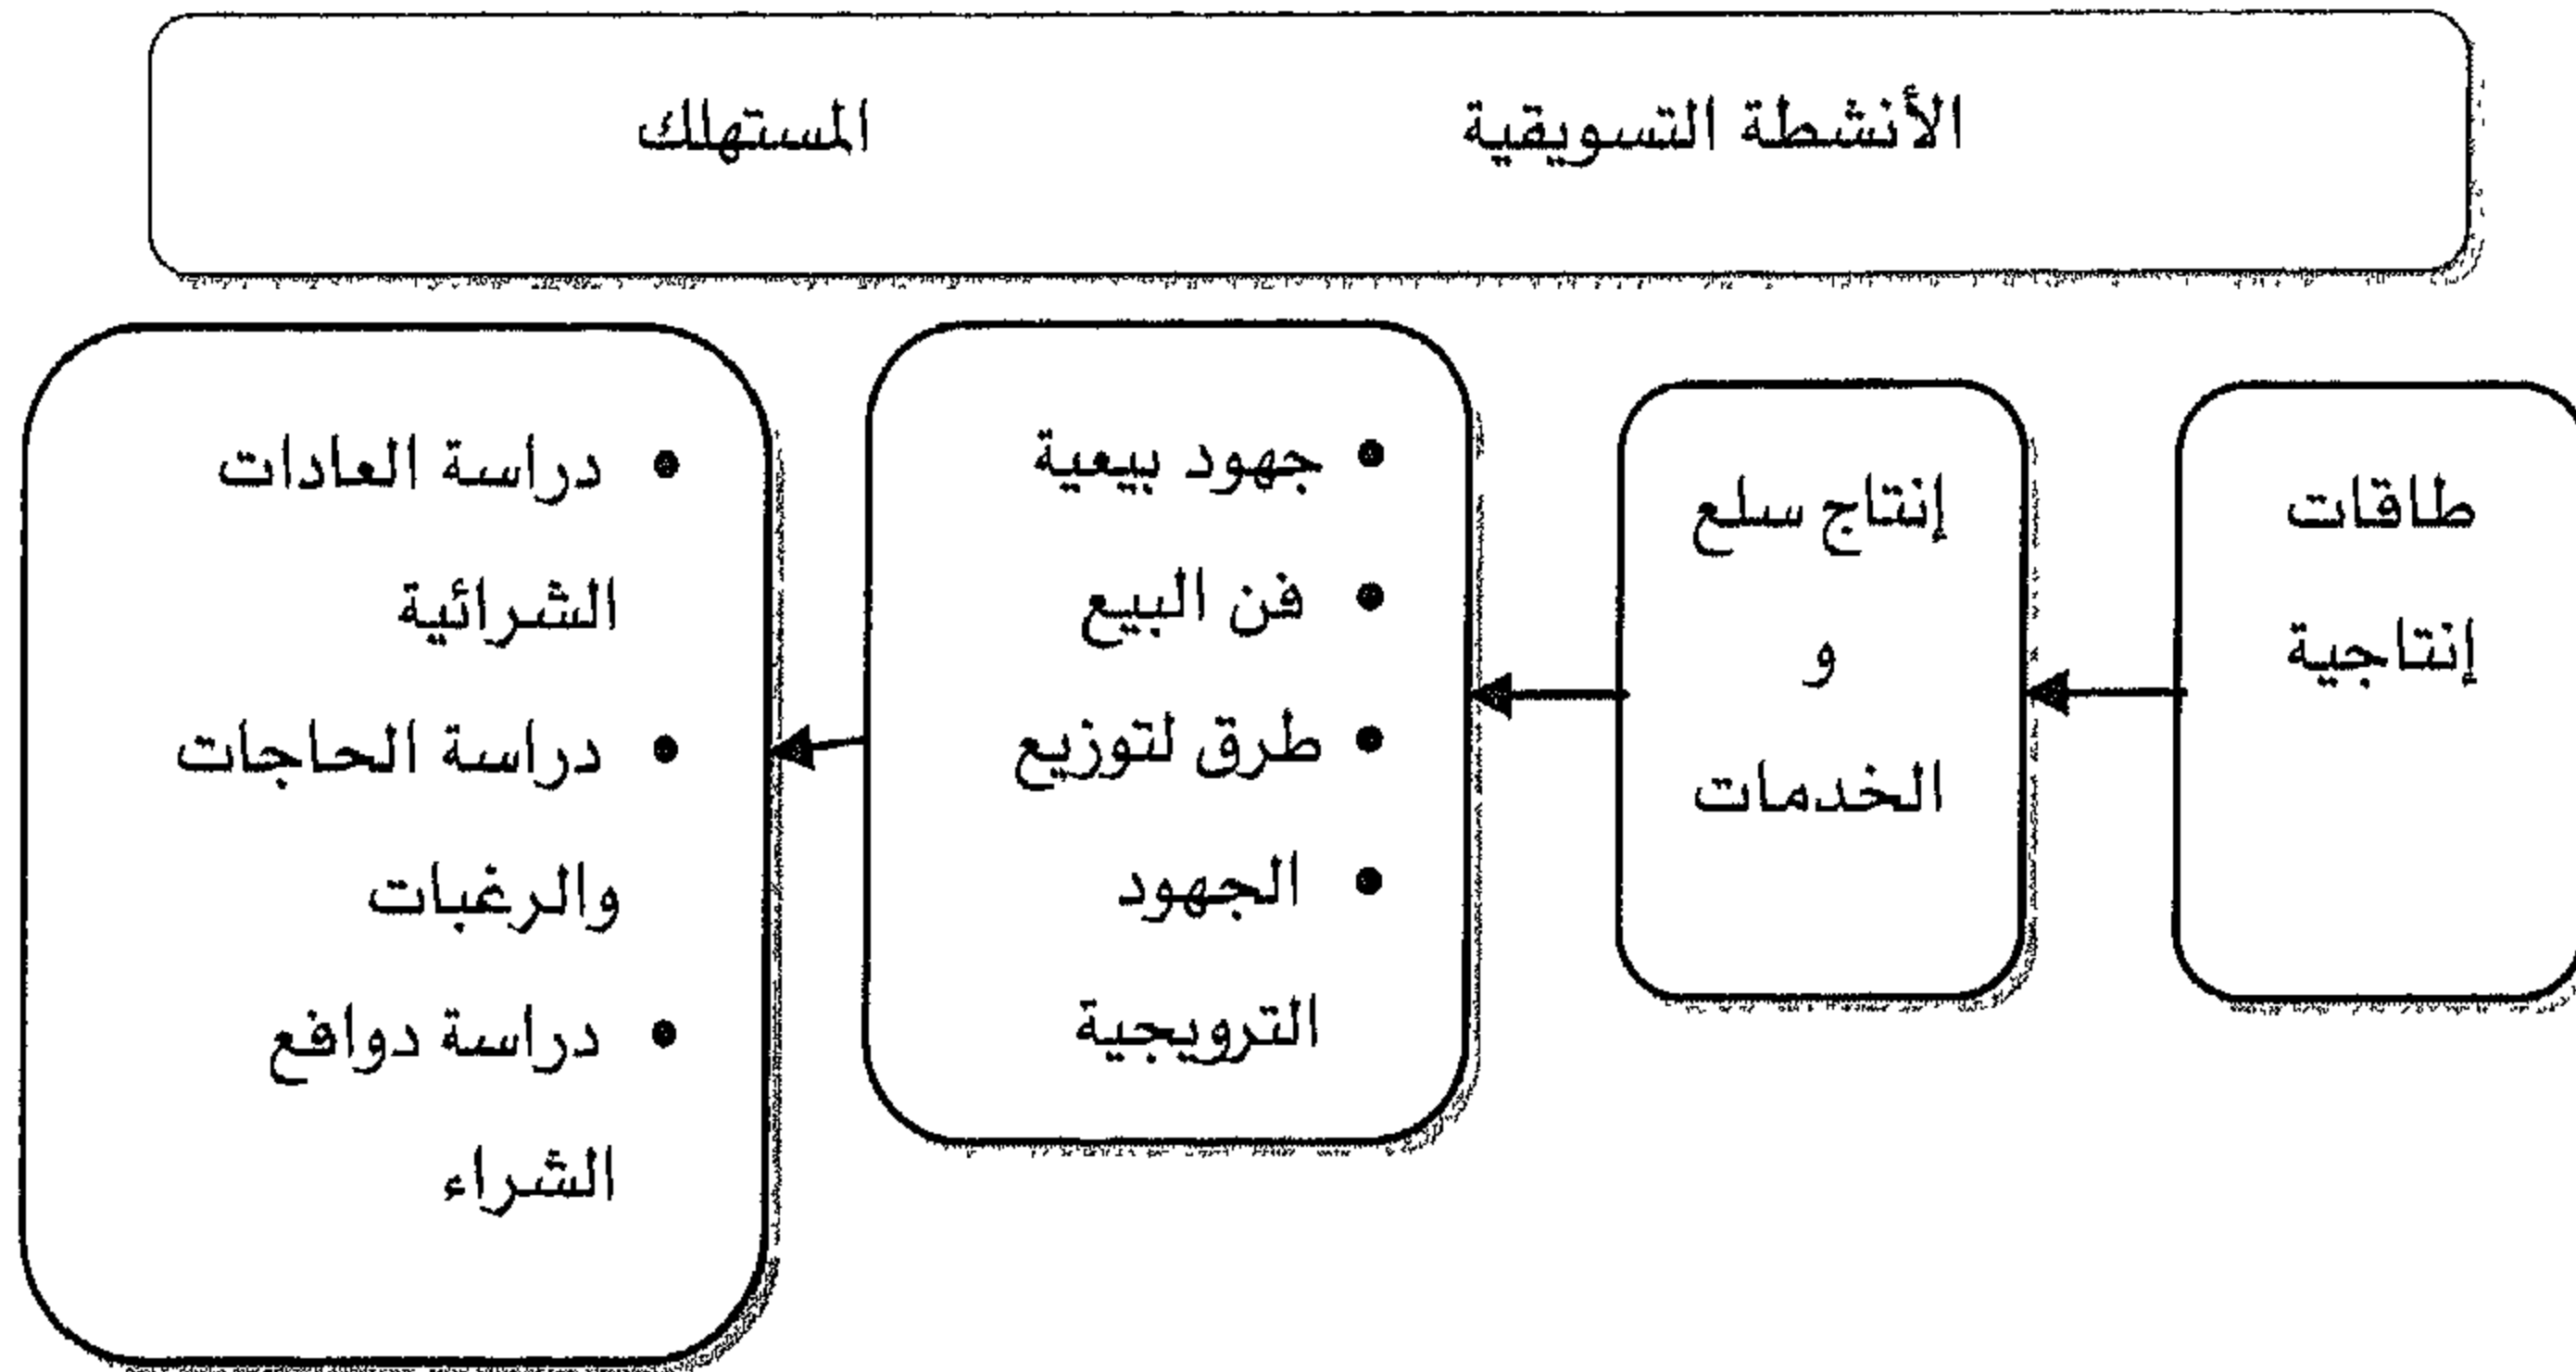 الأنشطة التسويقية المستهلك
طاقات
إنتاجية
إنتاج سلع
و
الخدمات
• جهود بيعية
• فن البيع
• طرق لتوزيع
• الجهود
الترويجية
• دراسة العادات
الشرائية
• دراسة الحاجات
والرغبات
• دراسة دوافع
الشراء